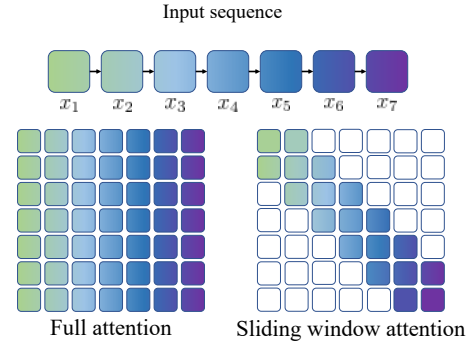 Input sequence
x₁ x₂ x₃ x₄ x₅ x₆ x₇
Full attention Sliding window attention